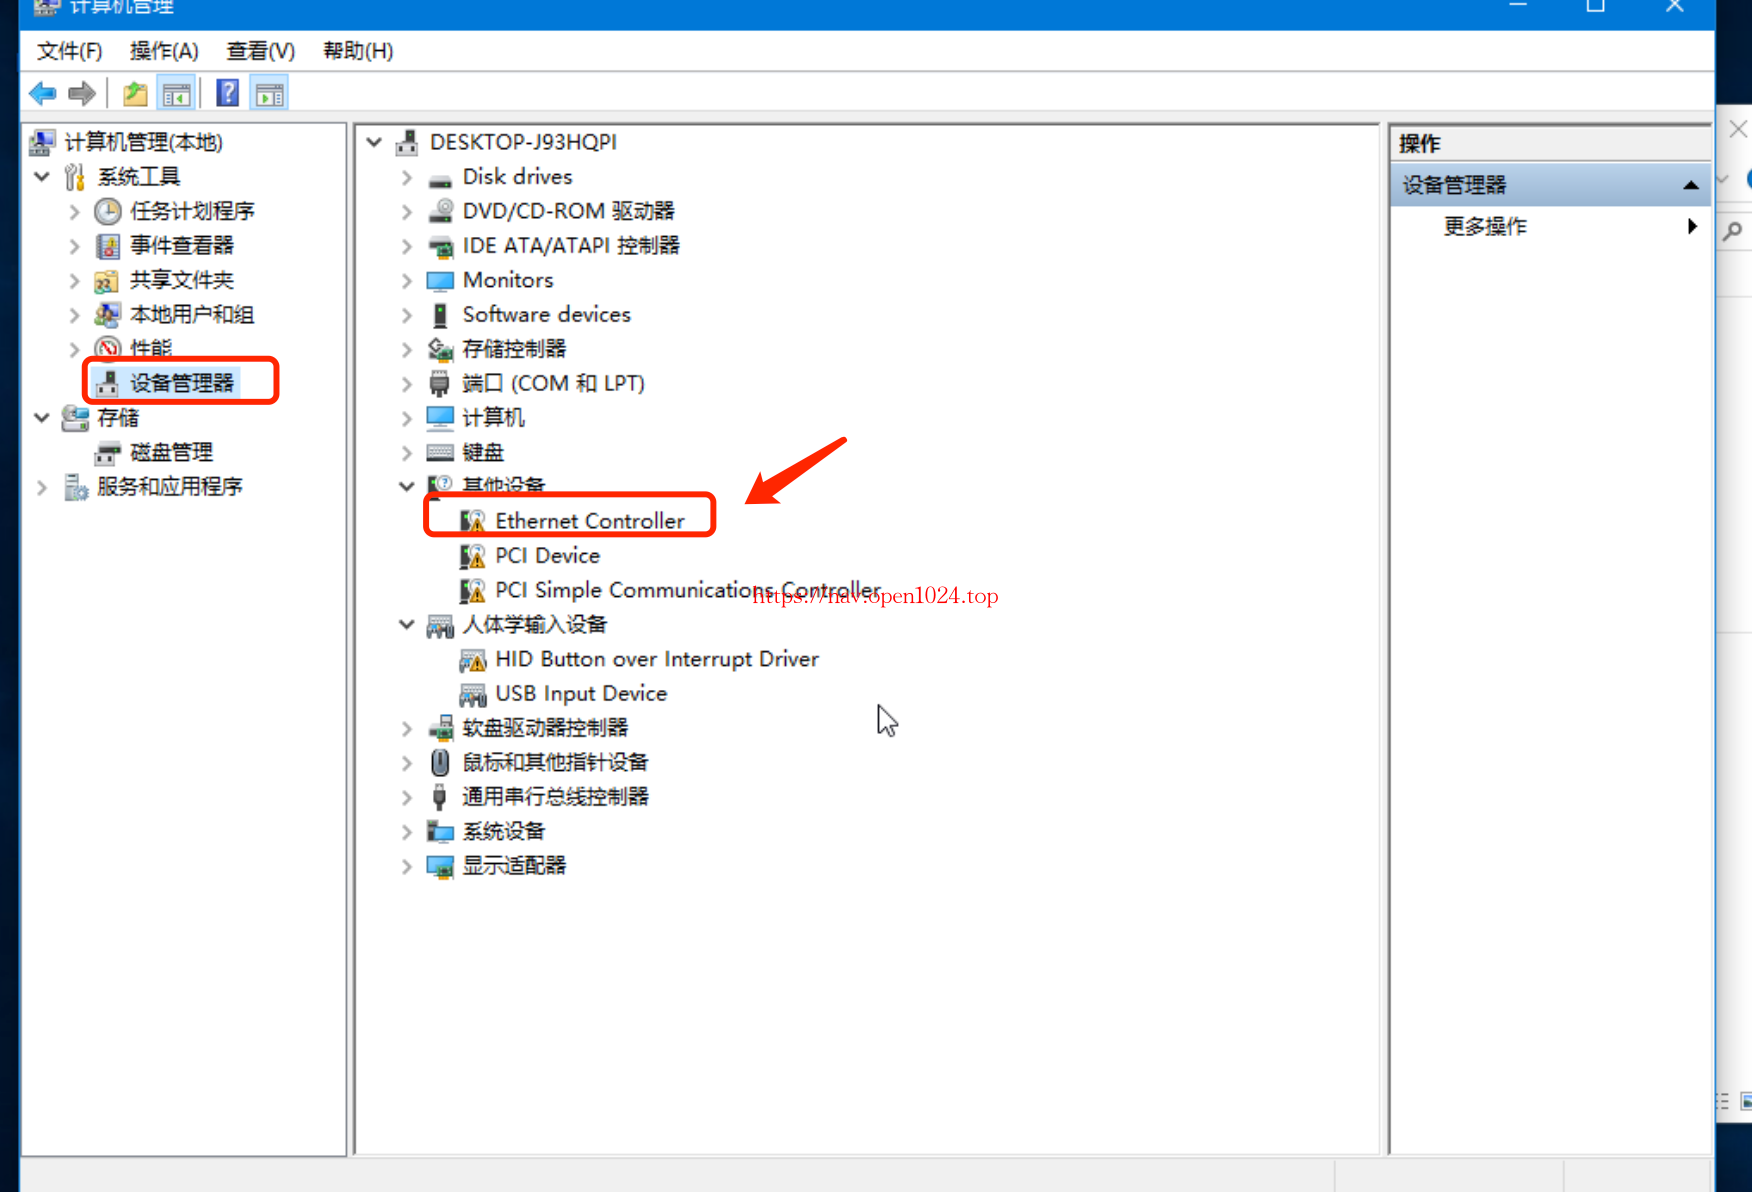 计算机管理
文件(F) 操作(A) 查看(V) 帮助(H)
计算机管理(本地)
系统工具
任务计划程序
事件查看器
共享文件夹
本地用户和组
性能
设备管理器
存储
磁盘管理
服务和应用程序
DESKTOP-J93HQPI
Disk drives
DVD/CD-ROM 驱动器
IDE ATA/ATAPI 控制器
Monitors
Software devices
存储控制器
端口 (COM 和 LPT)
计算机
键盘
其他设备
Ethernet Controller
PCI Device
PCI Simple Communications Controller
https://nav.open1024.top
人体学输入设备
HID Button over Interrupt Driver
USB Input Device
软盘驱动器控制器
鼠标和其他指针设备
通用串行总线控制器
系统设备
显示适配器
操作
设备管理器
更多操作